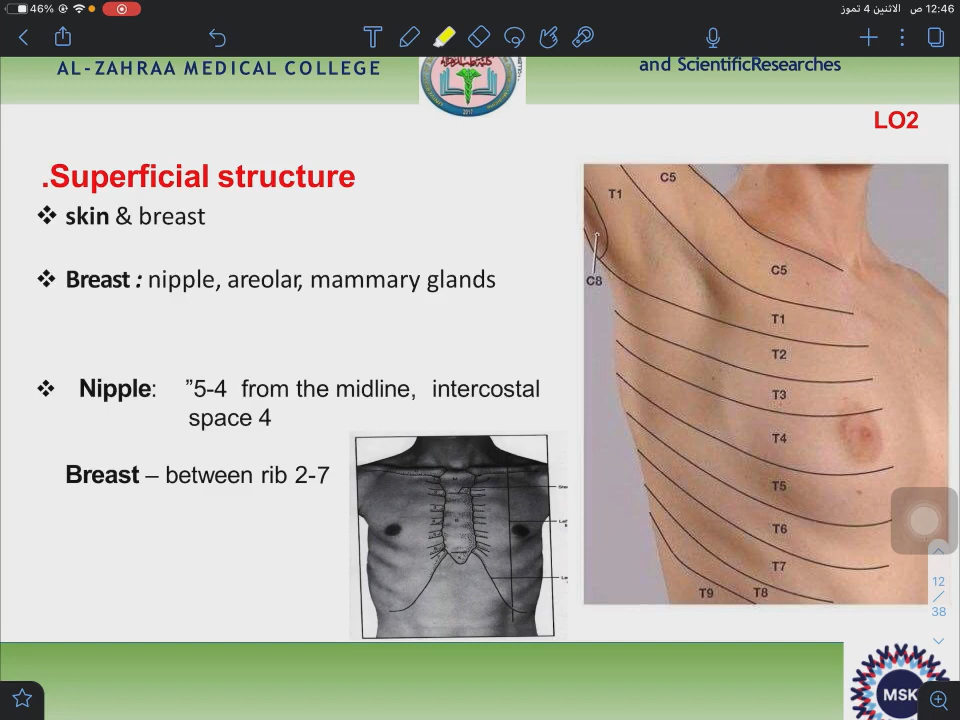 46%
12:46 ص الاثنين 4 تموز
AL-ZAHRAA MEDICAL COLLEGE
and ScientificResearches
2017
LO2
.Superficial structure
❖ skin & breast
❖ Breast : nipple, areolar, mammary glands
❖ Nipple: ”5-4 from the midline, intercostal
space 4
Breast – between rib 2-7
C5
T1
C8
C5
T1
T2
T3
T4
T5
T6
T7
T8
T9
12
/
38
MSK